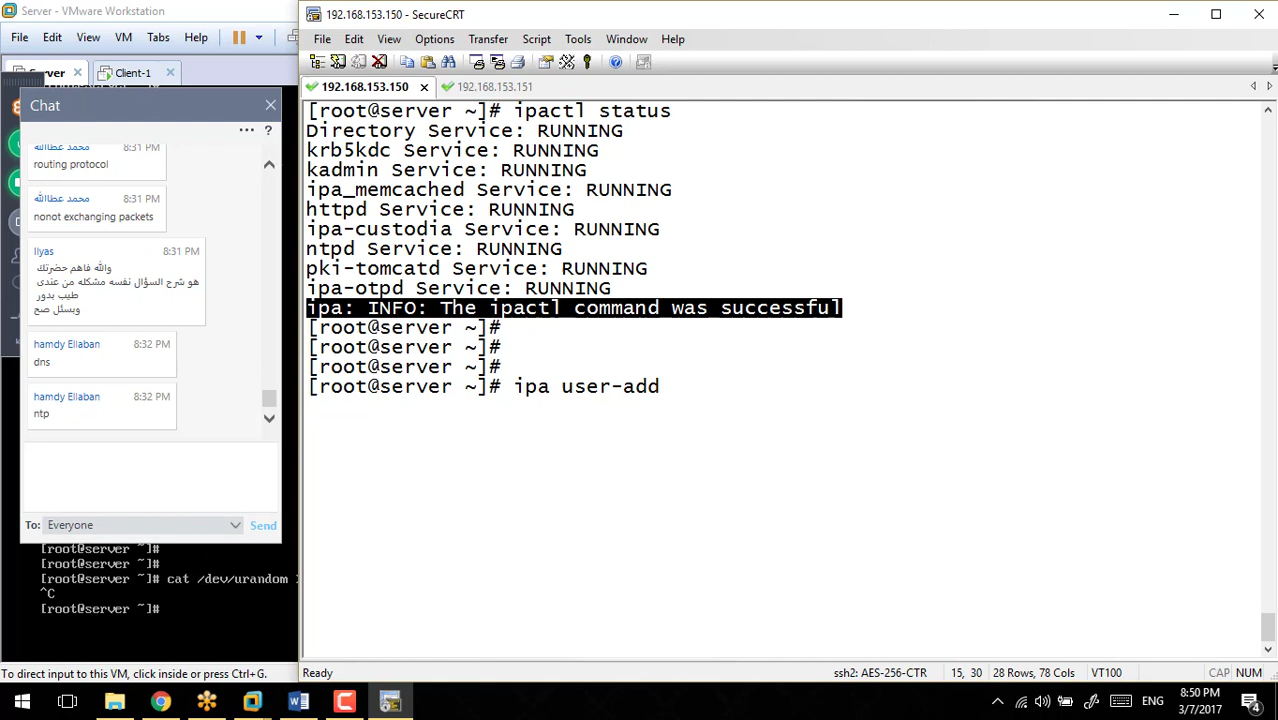 Server - VMware Workstation
File Edit View VM Tabs Help
Server Client-1
Chat
محمد عطاالله 8:31 PM
routing protocol
محمد عطاالله 8:31 PM
nonot exchanging packets
Ilyas 8:31 PM
والله فاهم حضرتك
هو شرح السؤال نفسه مشكله من عندى
طيب بدور
وبسئل صح
hamdy Ellaban 8:32 PM
dns
hamdy Ellaban 8:32 PM
ntp
To: Everyone Send
[root@server ~]#
[root@server ~]#
[root@server ~]# cat /dev/urandom
^C
[root@server ~]#
To direct input to this VM, click inside or press Ctrl+G.
192.168.153.150 - SecureCRT
File Edit View Options Transfer Script Tools Window Help
192.168.153.150 192.168.153.151
[root@server ~]# ipactl status
Directory Service: RUNNING
krb5kdc Service: RUNNING
kadmin Service: RUNNING
ipa_memcached Service: RUNNING
httpd Service: RUNNING
ipa-custodia Service: RUNNING
ntpd Service: RUNNING
pki-tomcatd Service: RUNNING
ipa-otpd Service: RUNNING
ipa: INFO: The ipactl command was successful
[root@server ~]#
[root@server ~]#
[root@server ~]#
[root@server ~]# ipa user-add
Ready ssh2: AES-256-CTR 15, 30 28 Rows, 78 Cols VT100 CAP NUM
ENG 8:50 PM
3/7/2017
4